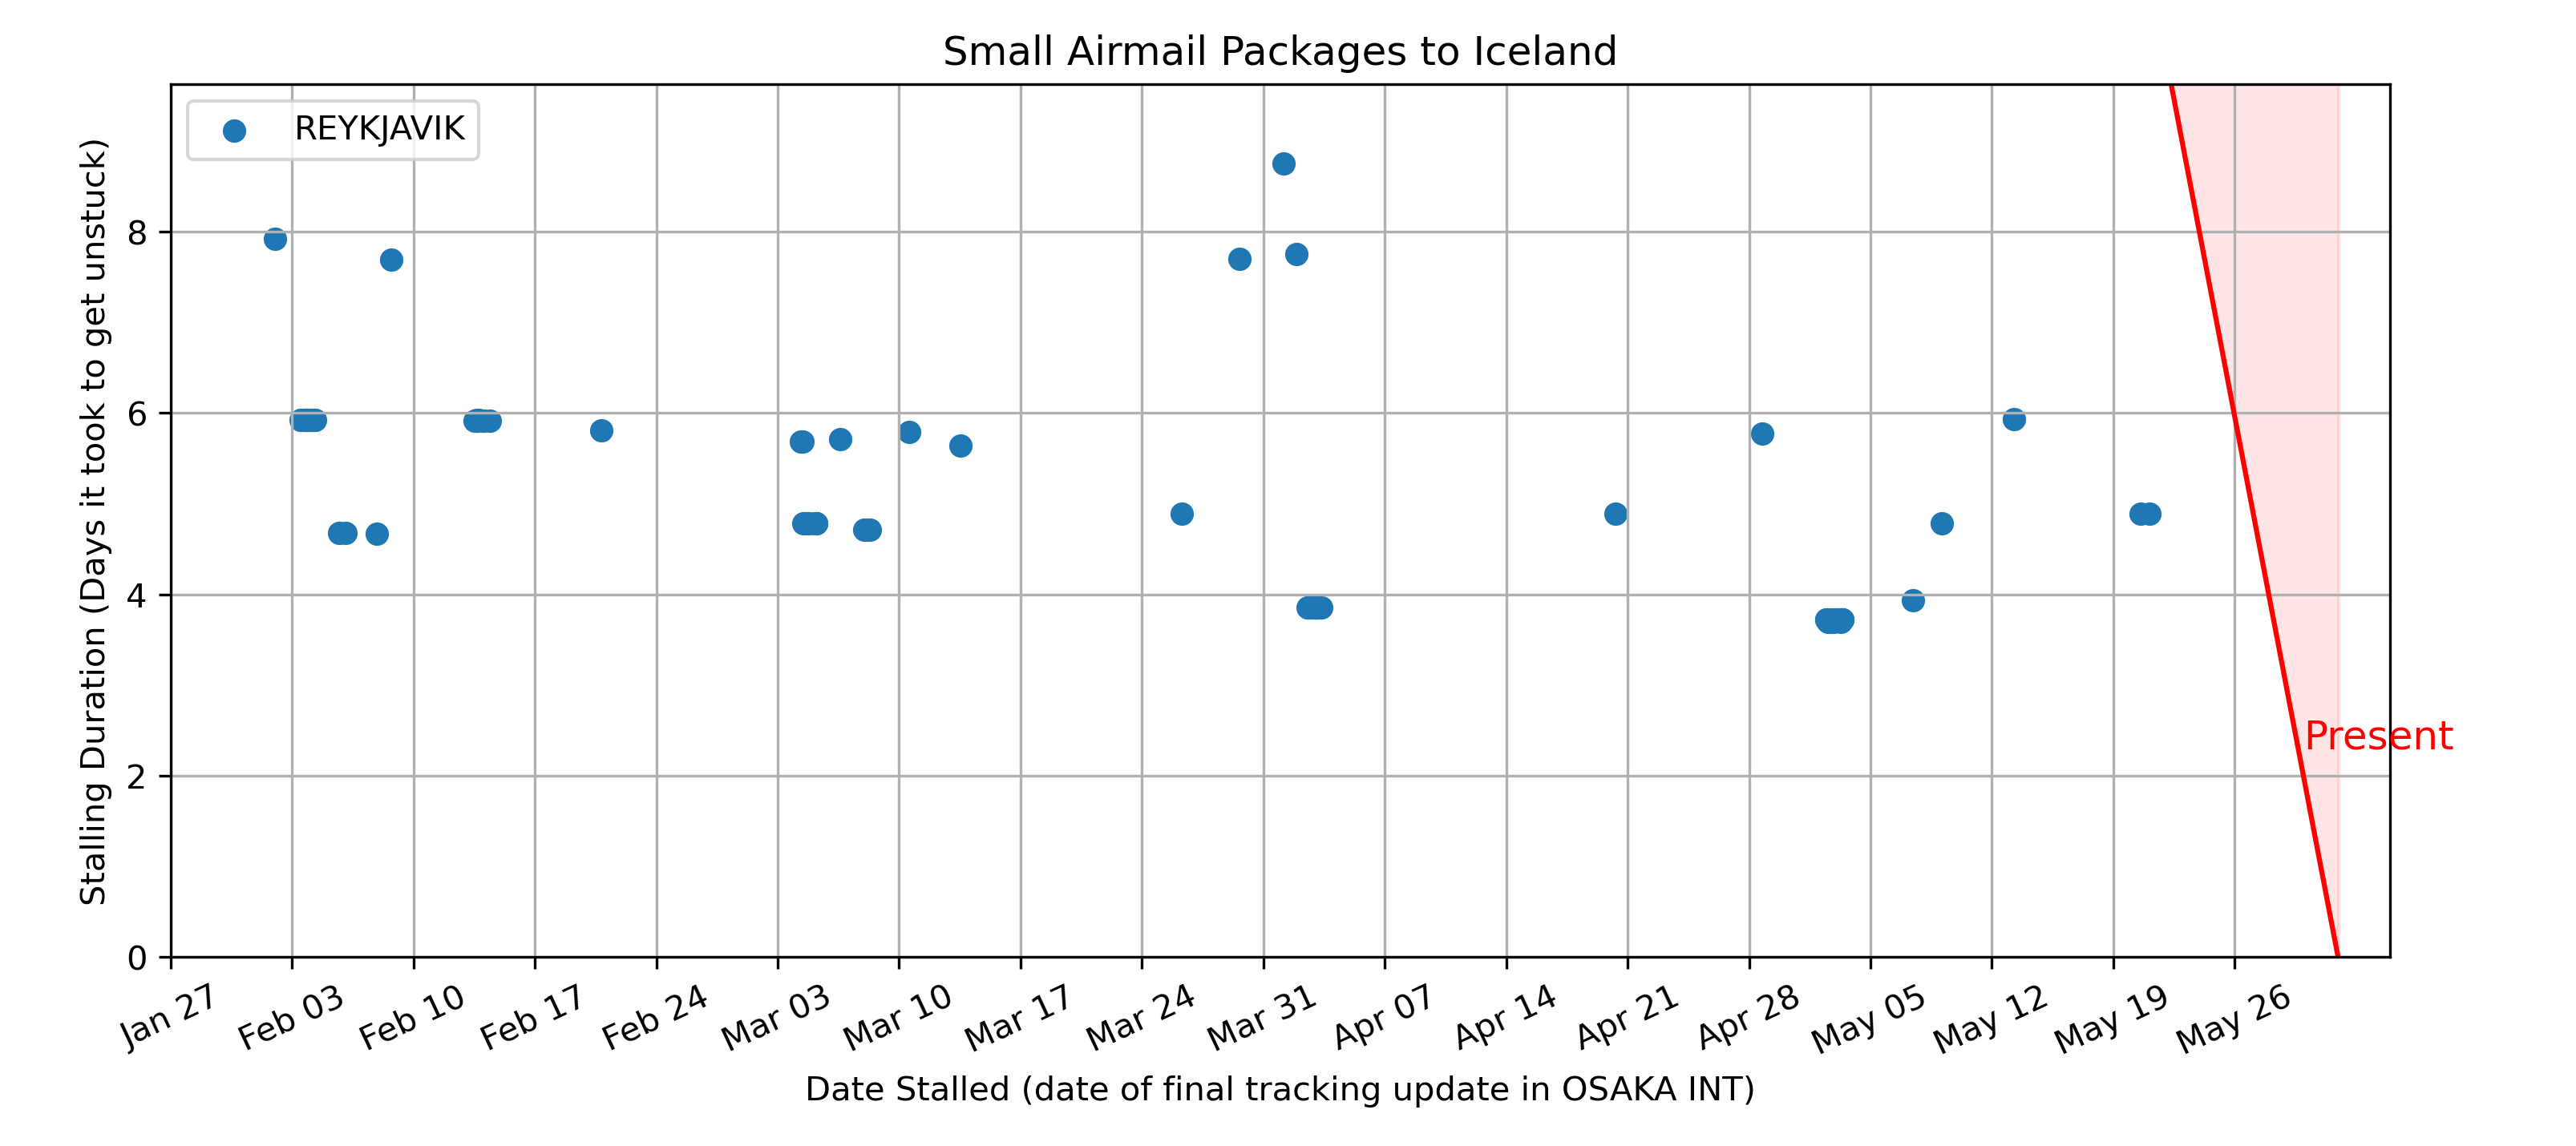 Small Airmail Packages to Iceland
REYKJAVIK
Stalling Duration (Days it took to get unstuck)
8
6
4
2
0
Present
Jan 27 Feb 03 Feb 10 Feb 17 Feb 24 Mar 03 Mar 10 Mar 17 Mar 24 Mar 31 Apr 07 Apr 14 Apr 21 Apr 28 May 05 May 12 May 19 May 26
Date Stalled (date of final tracking update in OSAKA INT)